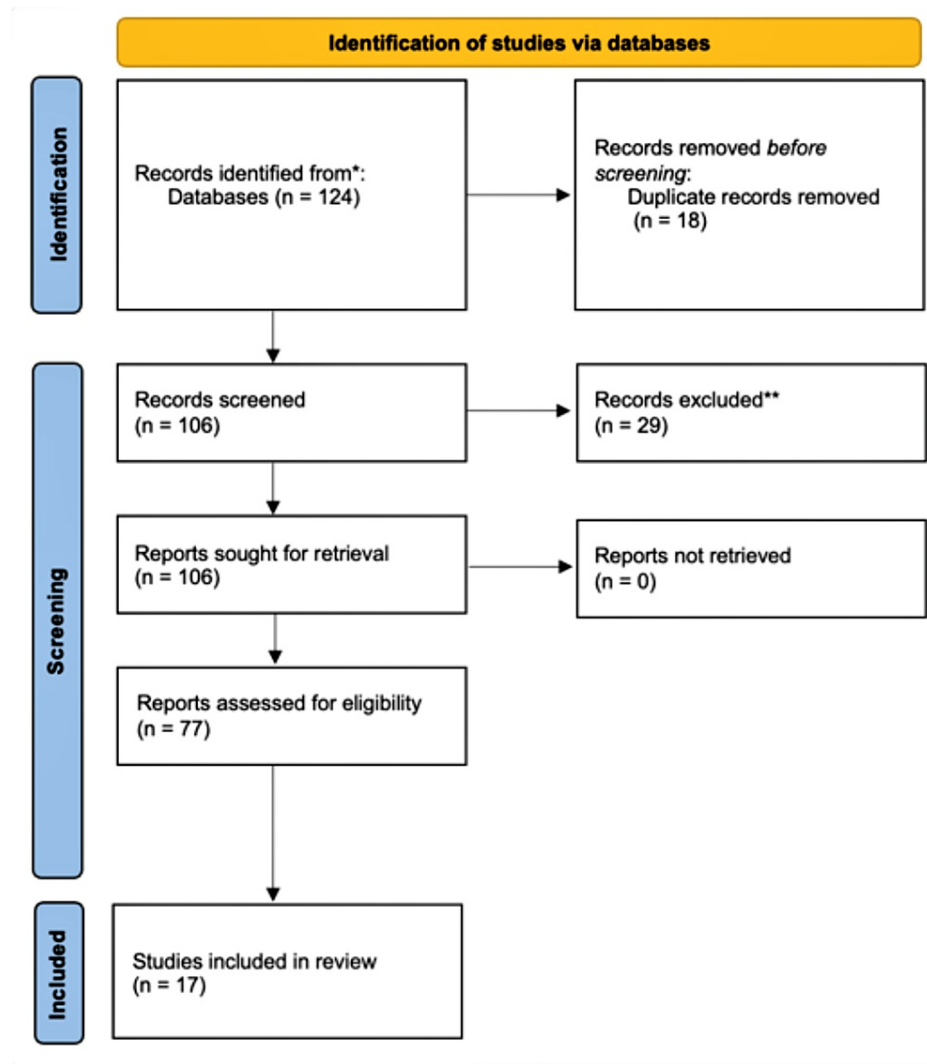 Identification of studies via databases
Identification
Records identified from*:
Databases (n = 124)
Records removed before
screening:
Duplicate records removed
(n = 18)
Screening
Records screened
(n = 106)
Records excluded**
(n = 29)
Reports sought for retrieval
(n = 106)
Reports not retrieved
(n = 0)
Reports assessed for eligibility
(n = 77)
Included
Studies included in review
(n = 17)